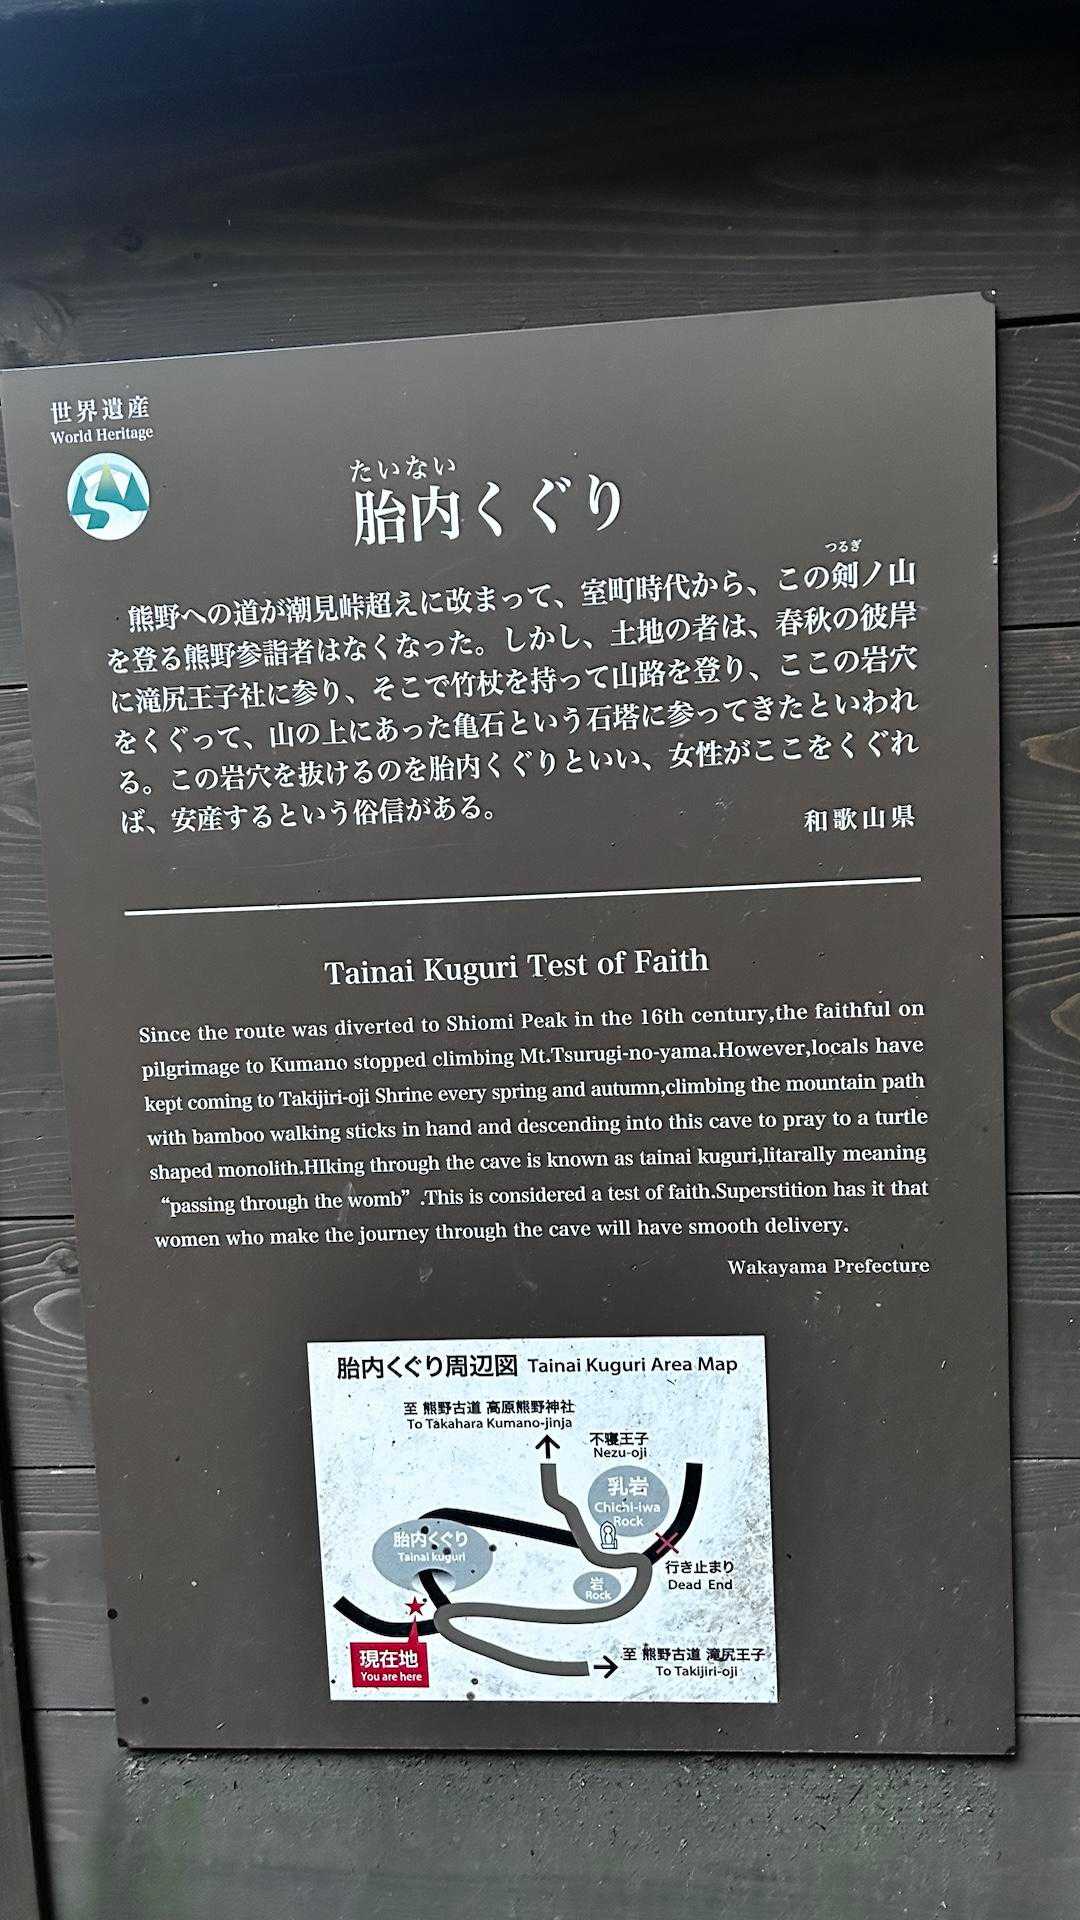 世界遺産
World Heritage
たいない
胎内くぐり
つるぎ
熊野への道が潮見峠超えに改まって、室町時代から、この剣ノ山
を登る熊野参詣者はなくなった。しかし、土地の者は、春秋の彼岸
に滝尻王子社に参り、そこで竹杖を持って山路を登り、ここの岩穴
をくぐって、山の上にあった亀石という石塔に参ってきたといわれ
る。この岩穴を抜けるのを胎内くぐりといい、女性がここをくぐれ
ば、安産するという俗信がある。
和歌山県
Tainai Kuguri Test of Faith
Since the route was diverted to Shiomi Peak in the 16th century,the faithful on
pilgrimage to Kumano stopped climbing Mt.Tsurugi-no-yama.However,locals have
kept coming to Takijiri-oji Shrine every spring and autumn,climbing the mountain path
with bamboo walking sticks in hand and descending into this cave to pray to a turtle
shaped monolith.HIking through the cave is known as tainai kuguri,litarally meaning
“passing through the womb”.This is considered a test of faith.Superstition has it that
women who make the journey through the cave will have smooth delivery.
Wakayama Prefecture
胎内くぐり周辺図 Tainai Kuguri Area Map
至 熊野古道 高原熊野神社
To Takahara Kumano-jinja
不寝王子
Nezu-oji
乳岩
Chichi-iwa
Rock
胎内くぐり
Tainai kuguri
行き止まり
Dead End
岩
Rock
現在地
You are here
至 熊野古道 滝尻王子
To Takijiri-oji